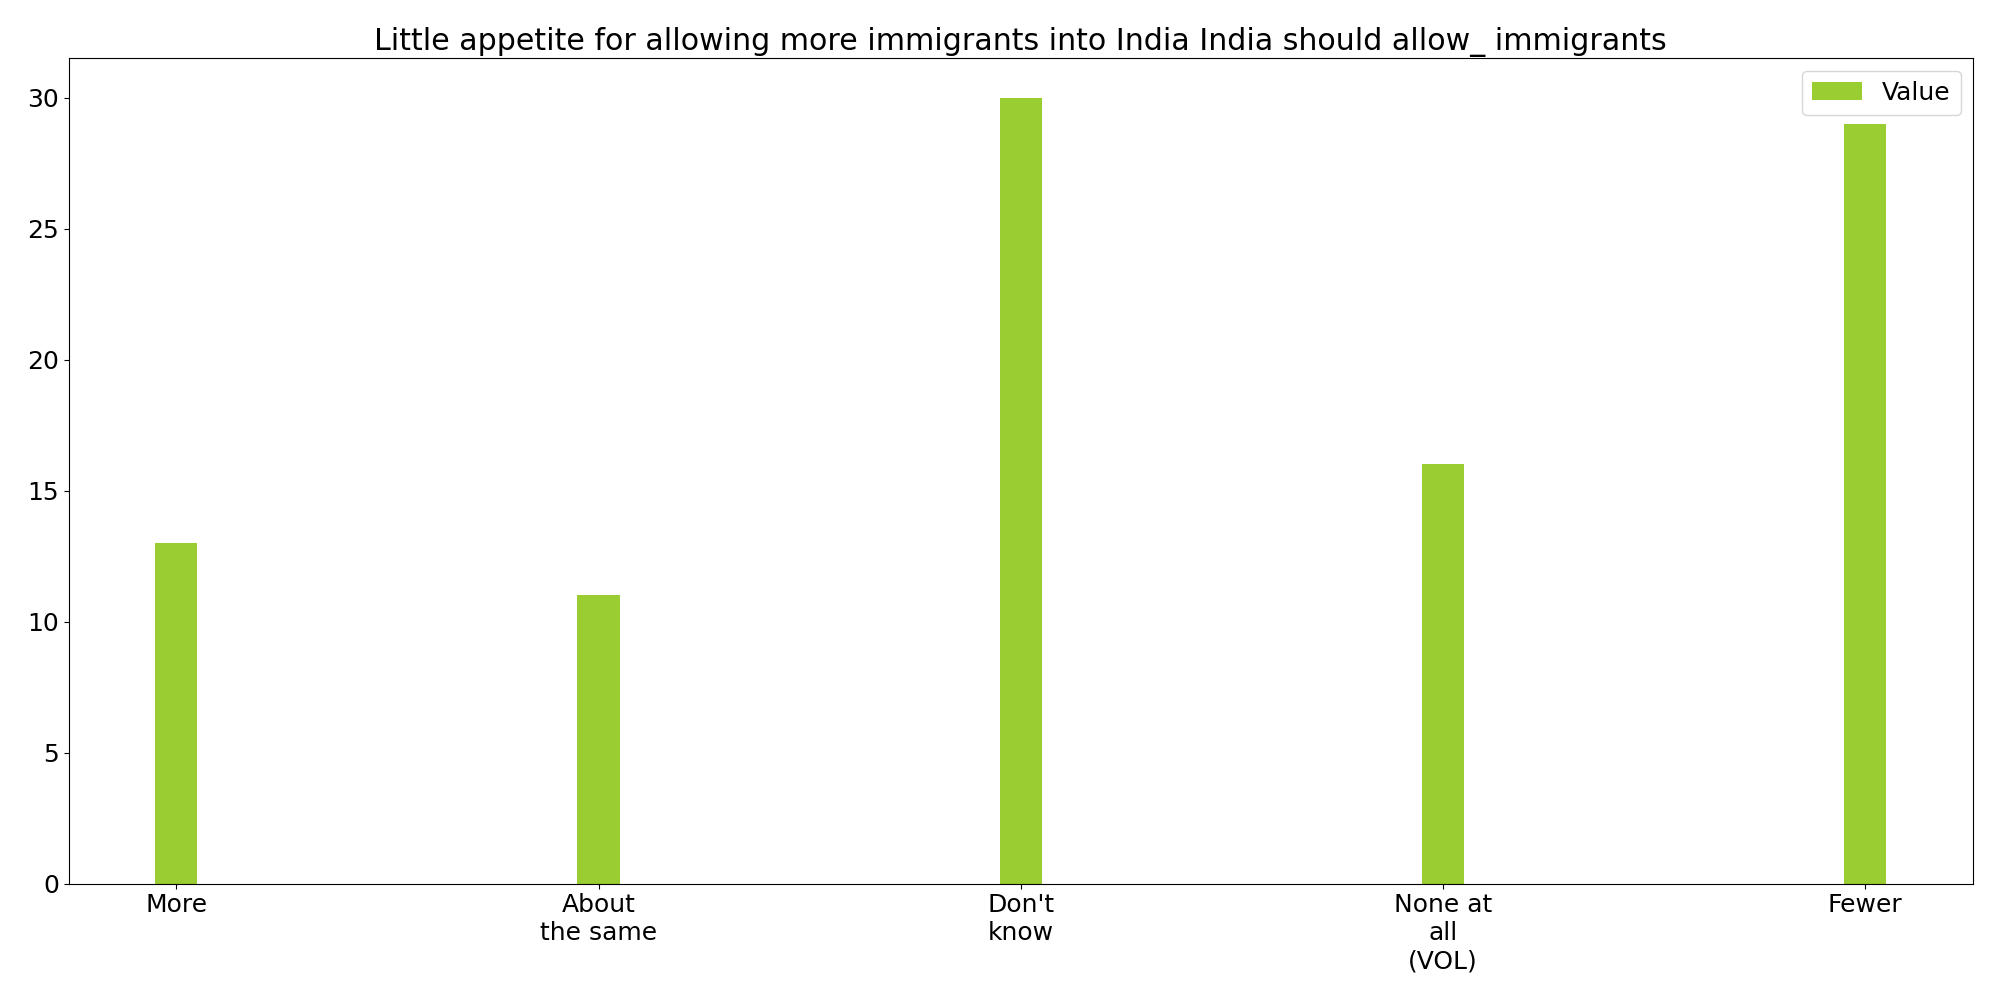 Little appetite for allowing more immigrants into India India should allow_ immigrants
Value
30
25
20
15
10
5
0
More
About
the same
Don't
know
None at
all
(VOL)
Fewer